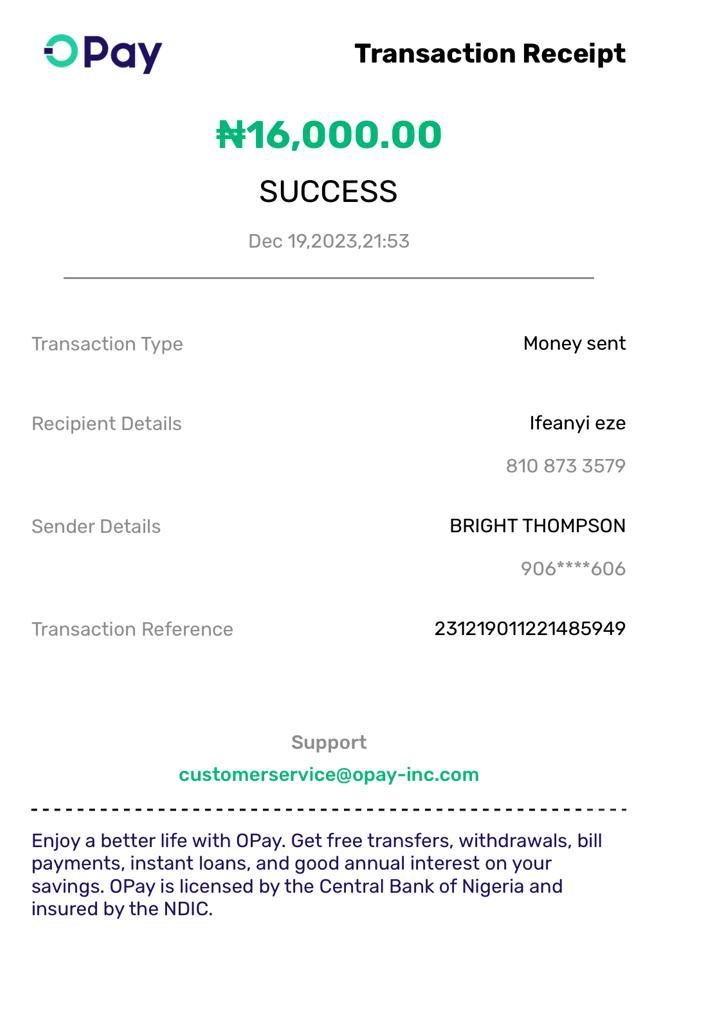 OPay
Transaction Receipt
₦16,000.00
SUCCESS
Dec 19,2023,21:53
Transaction Type
Money sent
Recipient Details
Ifeanyi eze
810 873 3579
Sender Details
BRIGHT THOMPSON
906****606
Transaction Reference
231219011221485949
Support
customerservice@opay-inc.com
Enjoy a better life with OPay. Get free transfers, withdrawals, bill
payments, instant loans, and good annual interest on your
savings. OPay is licensed by the Central Bank of Nigeria and
insured by the NDIC.